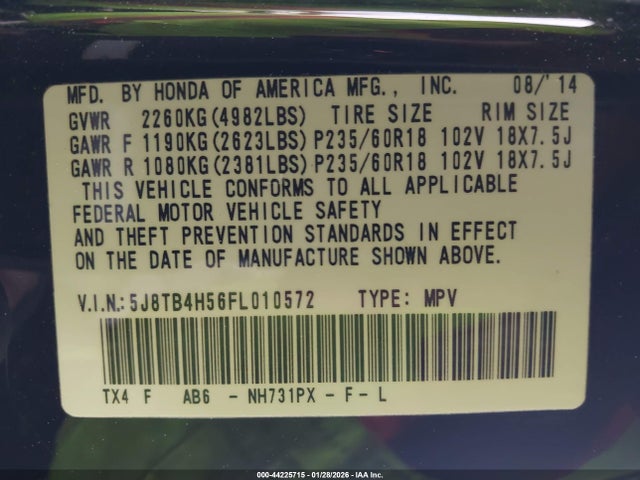 MFD. BY HONDA OF AMERICA MFG., INC. 08/'14
GVWR 2260KG(4982LBS) TIRE SIZE RIM SIZE
GAWR F 1190KG(2623LBS) P235/60R18 102V 18X7.5J
GAWR R 1080KG(2381LBS) P235/60R18 102V 18X7.5J
THIS VEHICLE CONFORMS TO ALL APPLICABLE
FEDERAL MOTOR VEHICLE SAFETY
AND THEFT PREVENTION STANDARDS IN EFFECT
ON THE DATE OF MANUFACTURE SHOWN ABOVE.
V.I.N.: 5J8TB4H56FL010572 TYPE: MPV
TX4 F AB6 - NH731PX - F - L
000-44225715 - 01/28/2026 - IAA Inc.